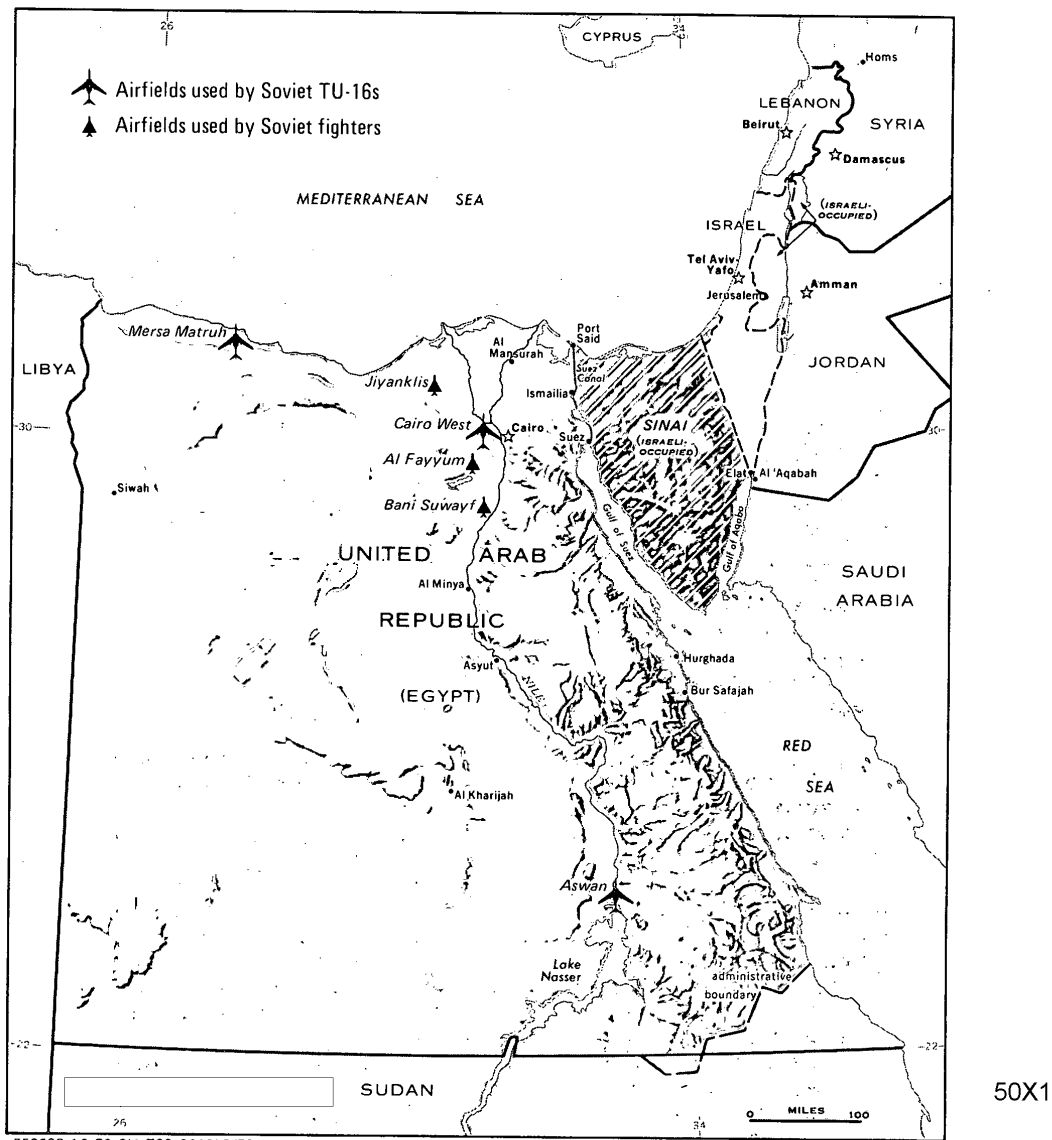 26
34
CYPRUS
Homs
Airfields used by Soviet TU-16s
Airfields used by Soviet fighters
LEBANON
Beirut
SYRIA
Damascus
MEDITERRANEAN SEA
(ISRAELI-
OCCUPIED)
ISRAEL
Tel Aviv-
Yafo
Jerusalem
Amman
Mersa Matruh
Port
Said
Al
Mansurah
Suez
Canal
LIBYA
JORDAN
Jiyanklis
Ismailia
30
Cairo West
Cairo
Suez
SINAI
(ISRAELI-
OCCUPIED)
30
Al Fayyum
Elat
Al 'Aqabah
Siwah
Bani Suwayf
Gulf of Suez
Gulf of Aqaba
UNITED ARAB
REPUBLIC
Al Minya
SAUDI
ARABIA
Asyut
NILE
Hurghada
(EGYPT)
Bur Safajah
RED
SEA
Al Kharijah
Aswan
Lake
Nasser
administrative
boundary
22
22
SUDAN
50X1
26
34
0 MILES 100